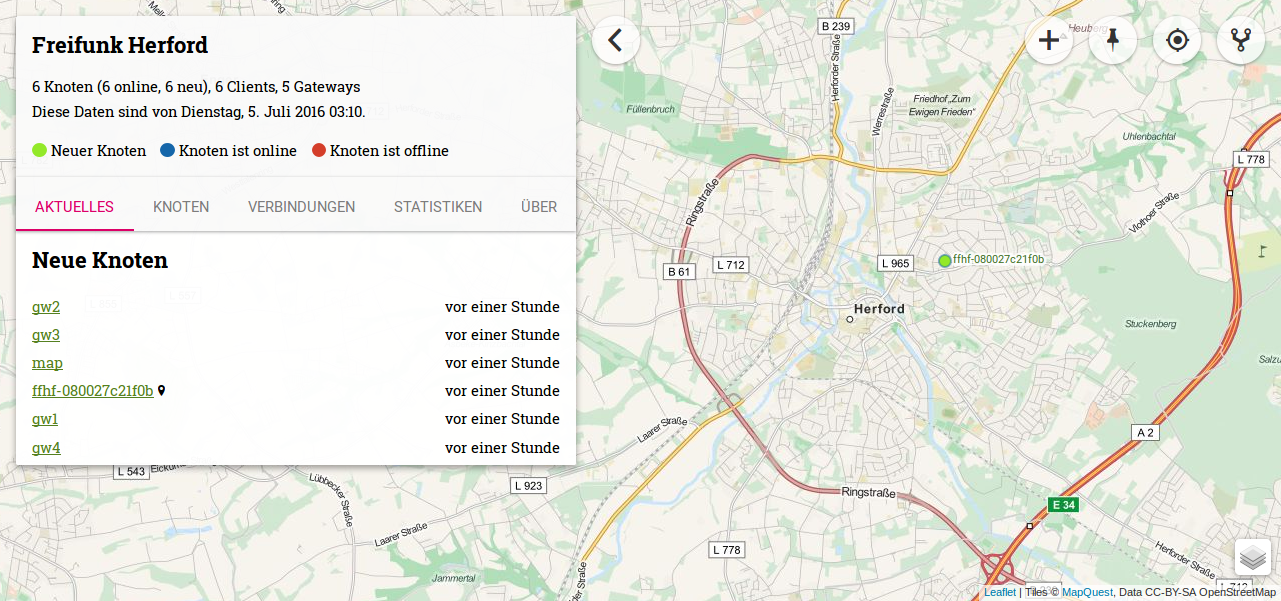 Freifunk Herford
6 Knoten (6 online, 6 neu), 6 Clients, 5 Gateways
Diese Daten sind von Dienstag, 5. Juli 2016 03:10.
Neuer Knoten Knoten ist online Knoten ist offline
AKTUELLES KNOTEN VERBINDUNGEN STATISTIKEN ÜBER
Neue Knoten
gw2 vor einer Stunde
gw3 vor einer Stunde
map vor einer Stunde
ffhf-080027c21f0b vor einer Stunde
gw1 vor einer Stunde
gw4 vor einer Stunde
B 239
Herforder Straße
Werrestraße
Füllenbruch
Friedhof „Zum
Ewigen Frieden“
Heuberg
Uhlenbachtal
L 778
Vlothoer Straße
Ringstraße
B 61
L 712
L 965
ffhf-080027c21f0b
Herford
Stuckenberg
Laarer Straße
A 2
L 543
L 923
Lübbecker Straße
Laarer Straße
Ringstraße
E 34
L 778
Jammertal
Herforder Straße
Leaflet | Tiles © MapQuest, Data CC-BY-SA OpenStreetMap